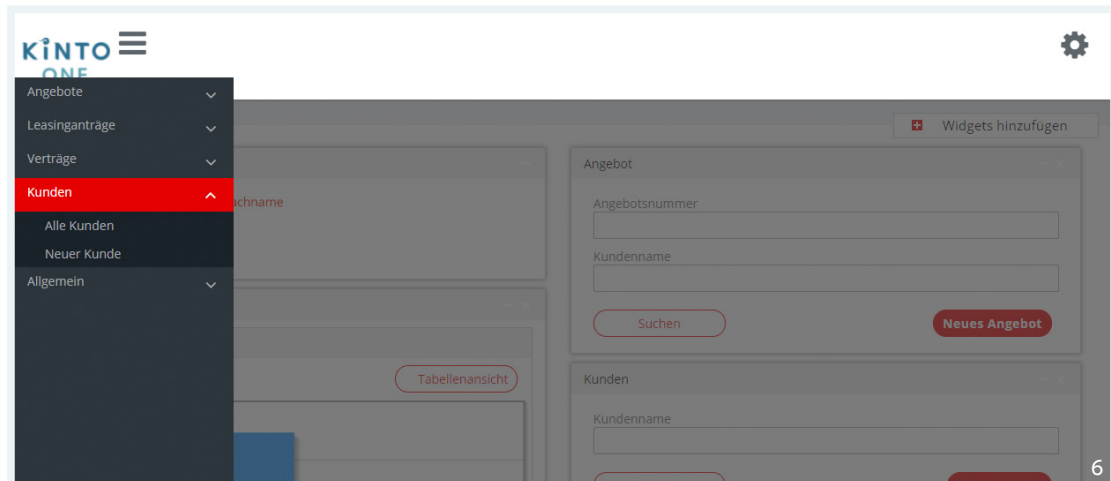 KINTO
ONE
Angebote
Leasinganträge
Verträge
Kunden
Alle Kunden
Neuer Kunde
Allgemein
achname
Tabellenansicht
Widgets hinzufügen
Angebot
Angebotsnummer
Kundenname
Suchen
Neues Angebot
Kunden
Kundenname
6